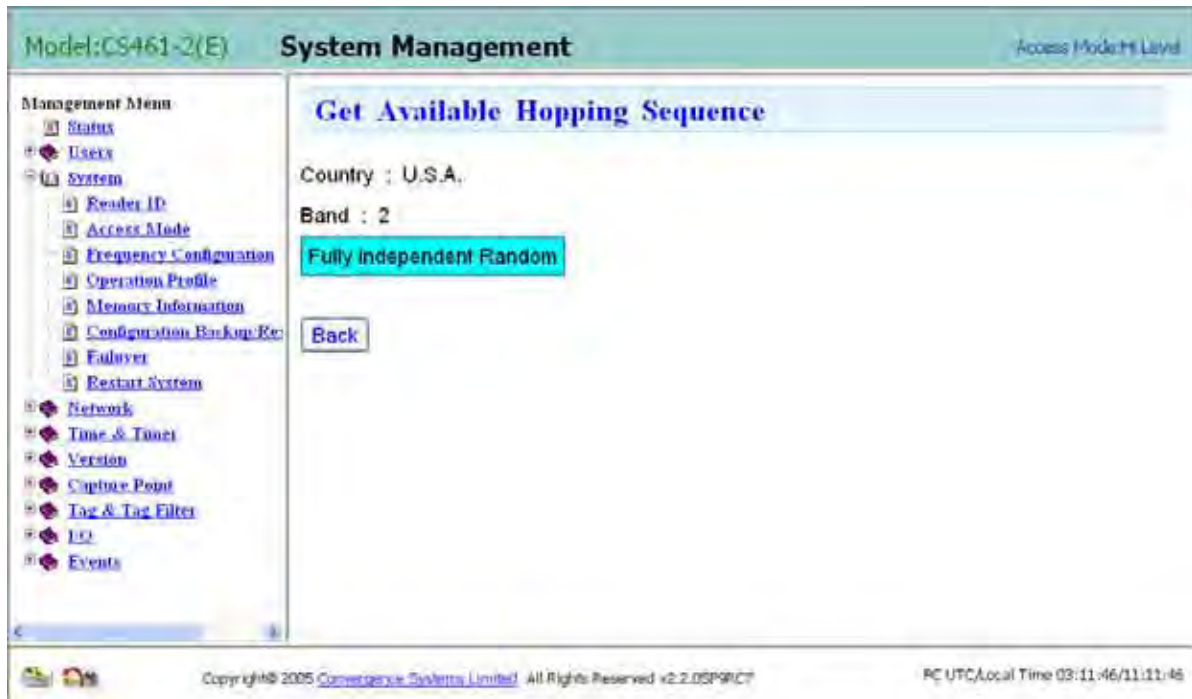 Model:CS461-2(E)
System Management
Access Mode:Hi Level
Management Menu
Status
Users
System
Reader ID
Access Mode
Frequency Configuration
Operation Profile
Memory Information
Configuration Backup/Re
Failover
Restart System
Network
Time & Timer
Version
Capture Point
Tag & Tag Filter
I/O
Events
Get Available Hopping Sequence
Country : U.S.A.
Band : 2
Fully Independent Random
Back
Copyright© 2005 Convergence Systems Limited All Rights Reserved
PC UTC/Local Time 03:11:46/11:11:46